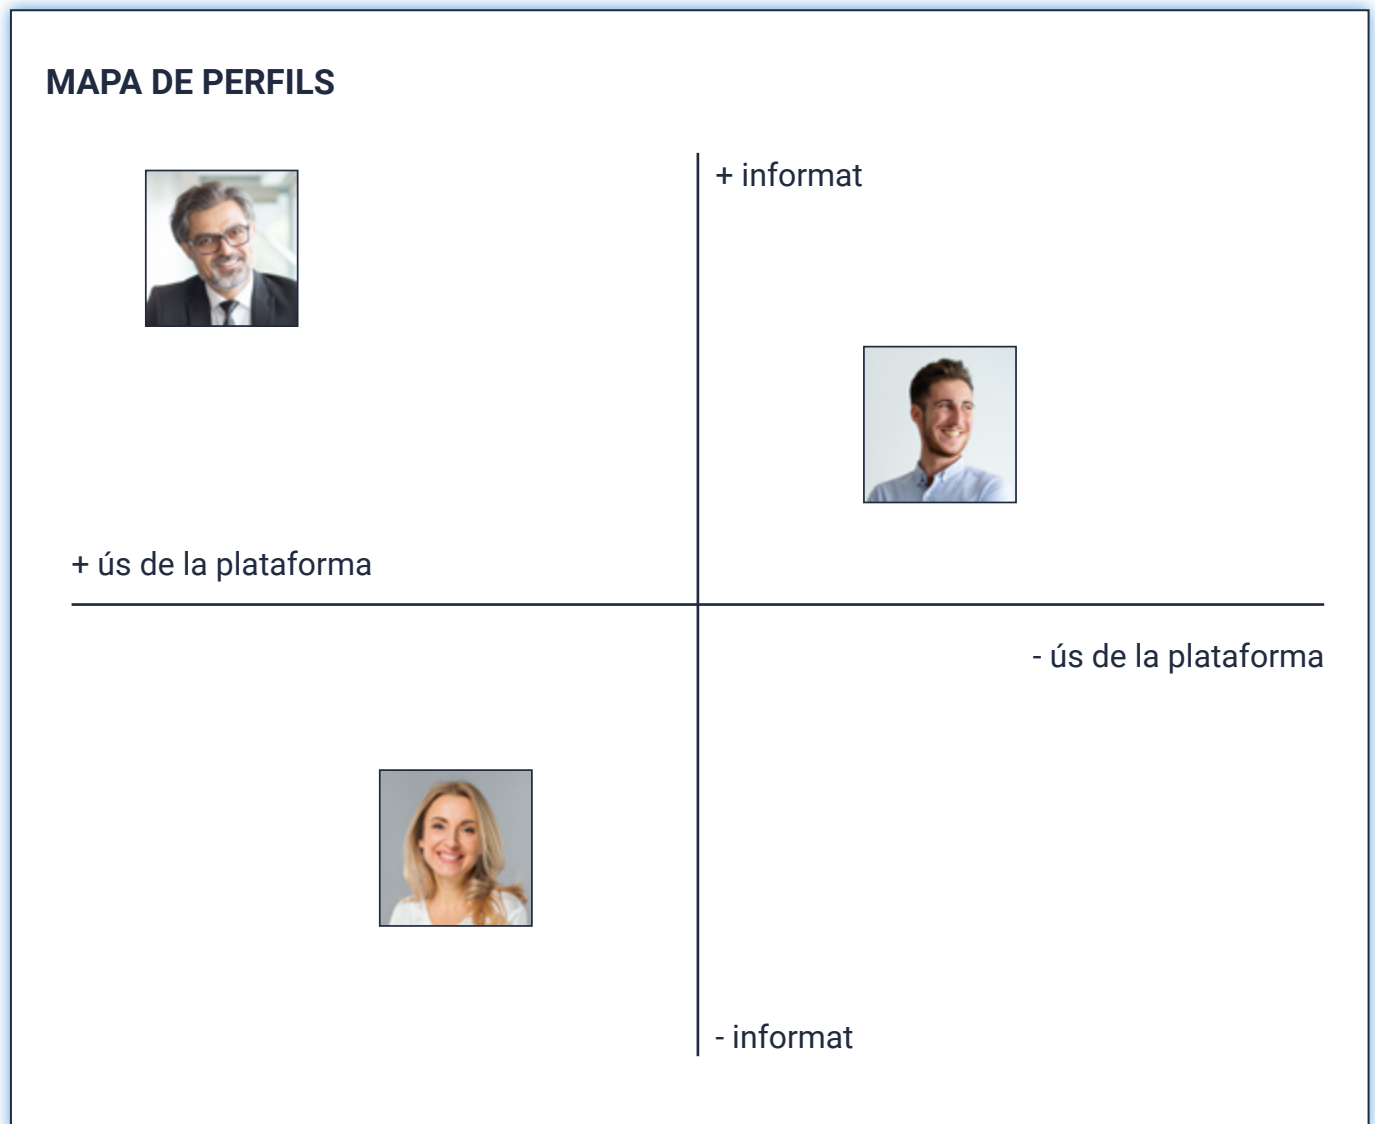 MAPA DE PERFILS
+ informat
+ ús de la plataforma
- ús de la plataforma
- informat